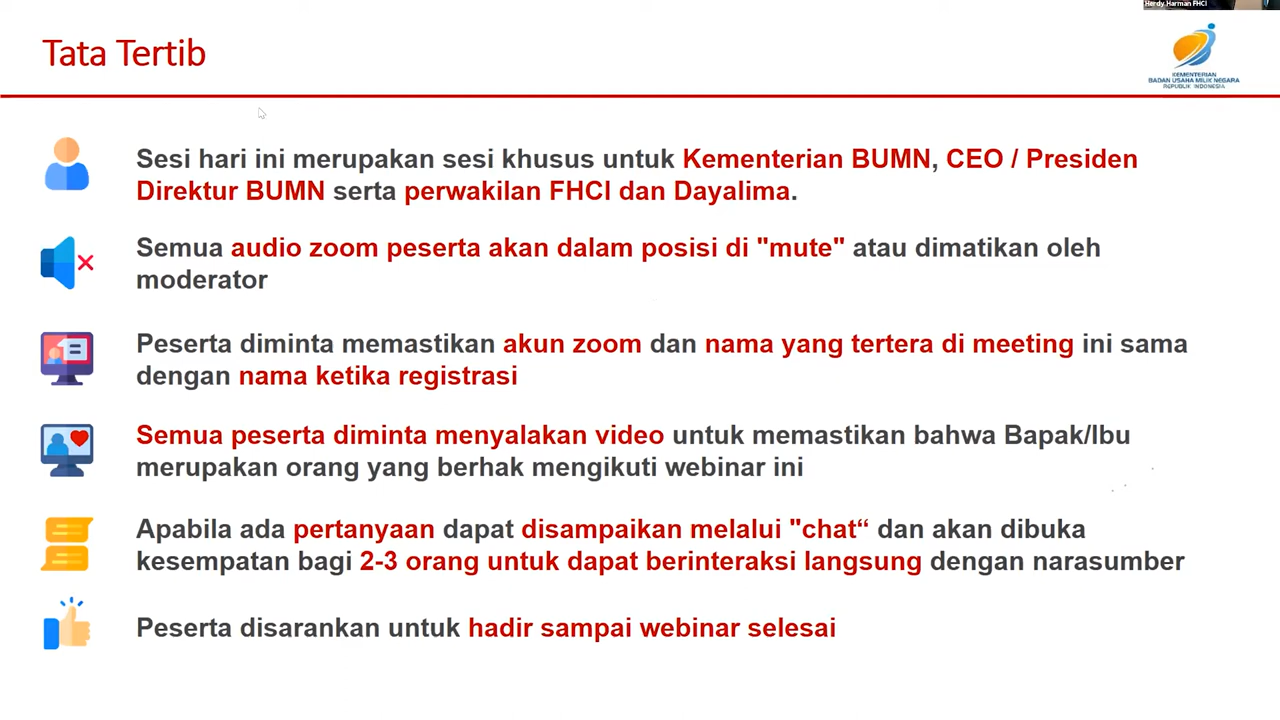 Hardy Harman FHCI
Tata Tertib
KEMENTERIAN
BADAN USAHA MILIK NEGARA
REPUBLIK INDONESIA
Sesi hari ini merupakan sesi khusus untuk Kementerian BUMN, CEO / Presiden
Direktur BUMN serta perwakilan FHCI dan Dayalima.
Semua audio zoom peserta akan dalam posisi di "mute" atau dimatikan oleh
moderator
Peserta diminta memastikan akun zoom dan nama yang tertera di meeting ini sama
dengan nama ketika registrasi
Semua peserta diminta menyalakan video untuk memastikan bahwa Bapak/Ibu
merupakan orang yang berhak mengikuti webinar ini
Apabila ada pertanyaan dapat disampaikan melalui "chat“ dan akan dibuka
kesempatan bagi 2-3 orang untuk dapat berinteraksi langsung dengan narasumber
Peserta disarankan untuk hadir sampai webinar selesai